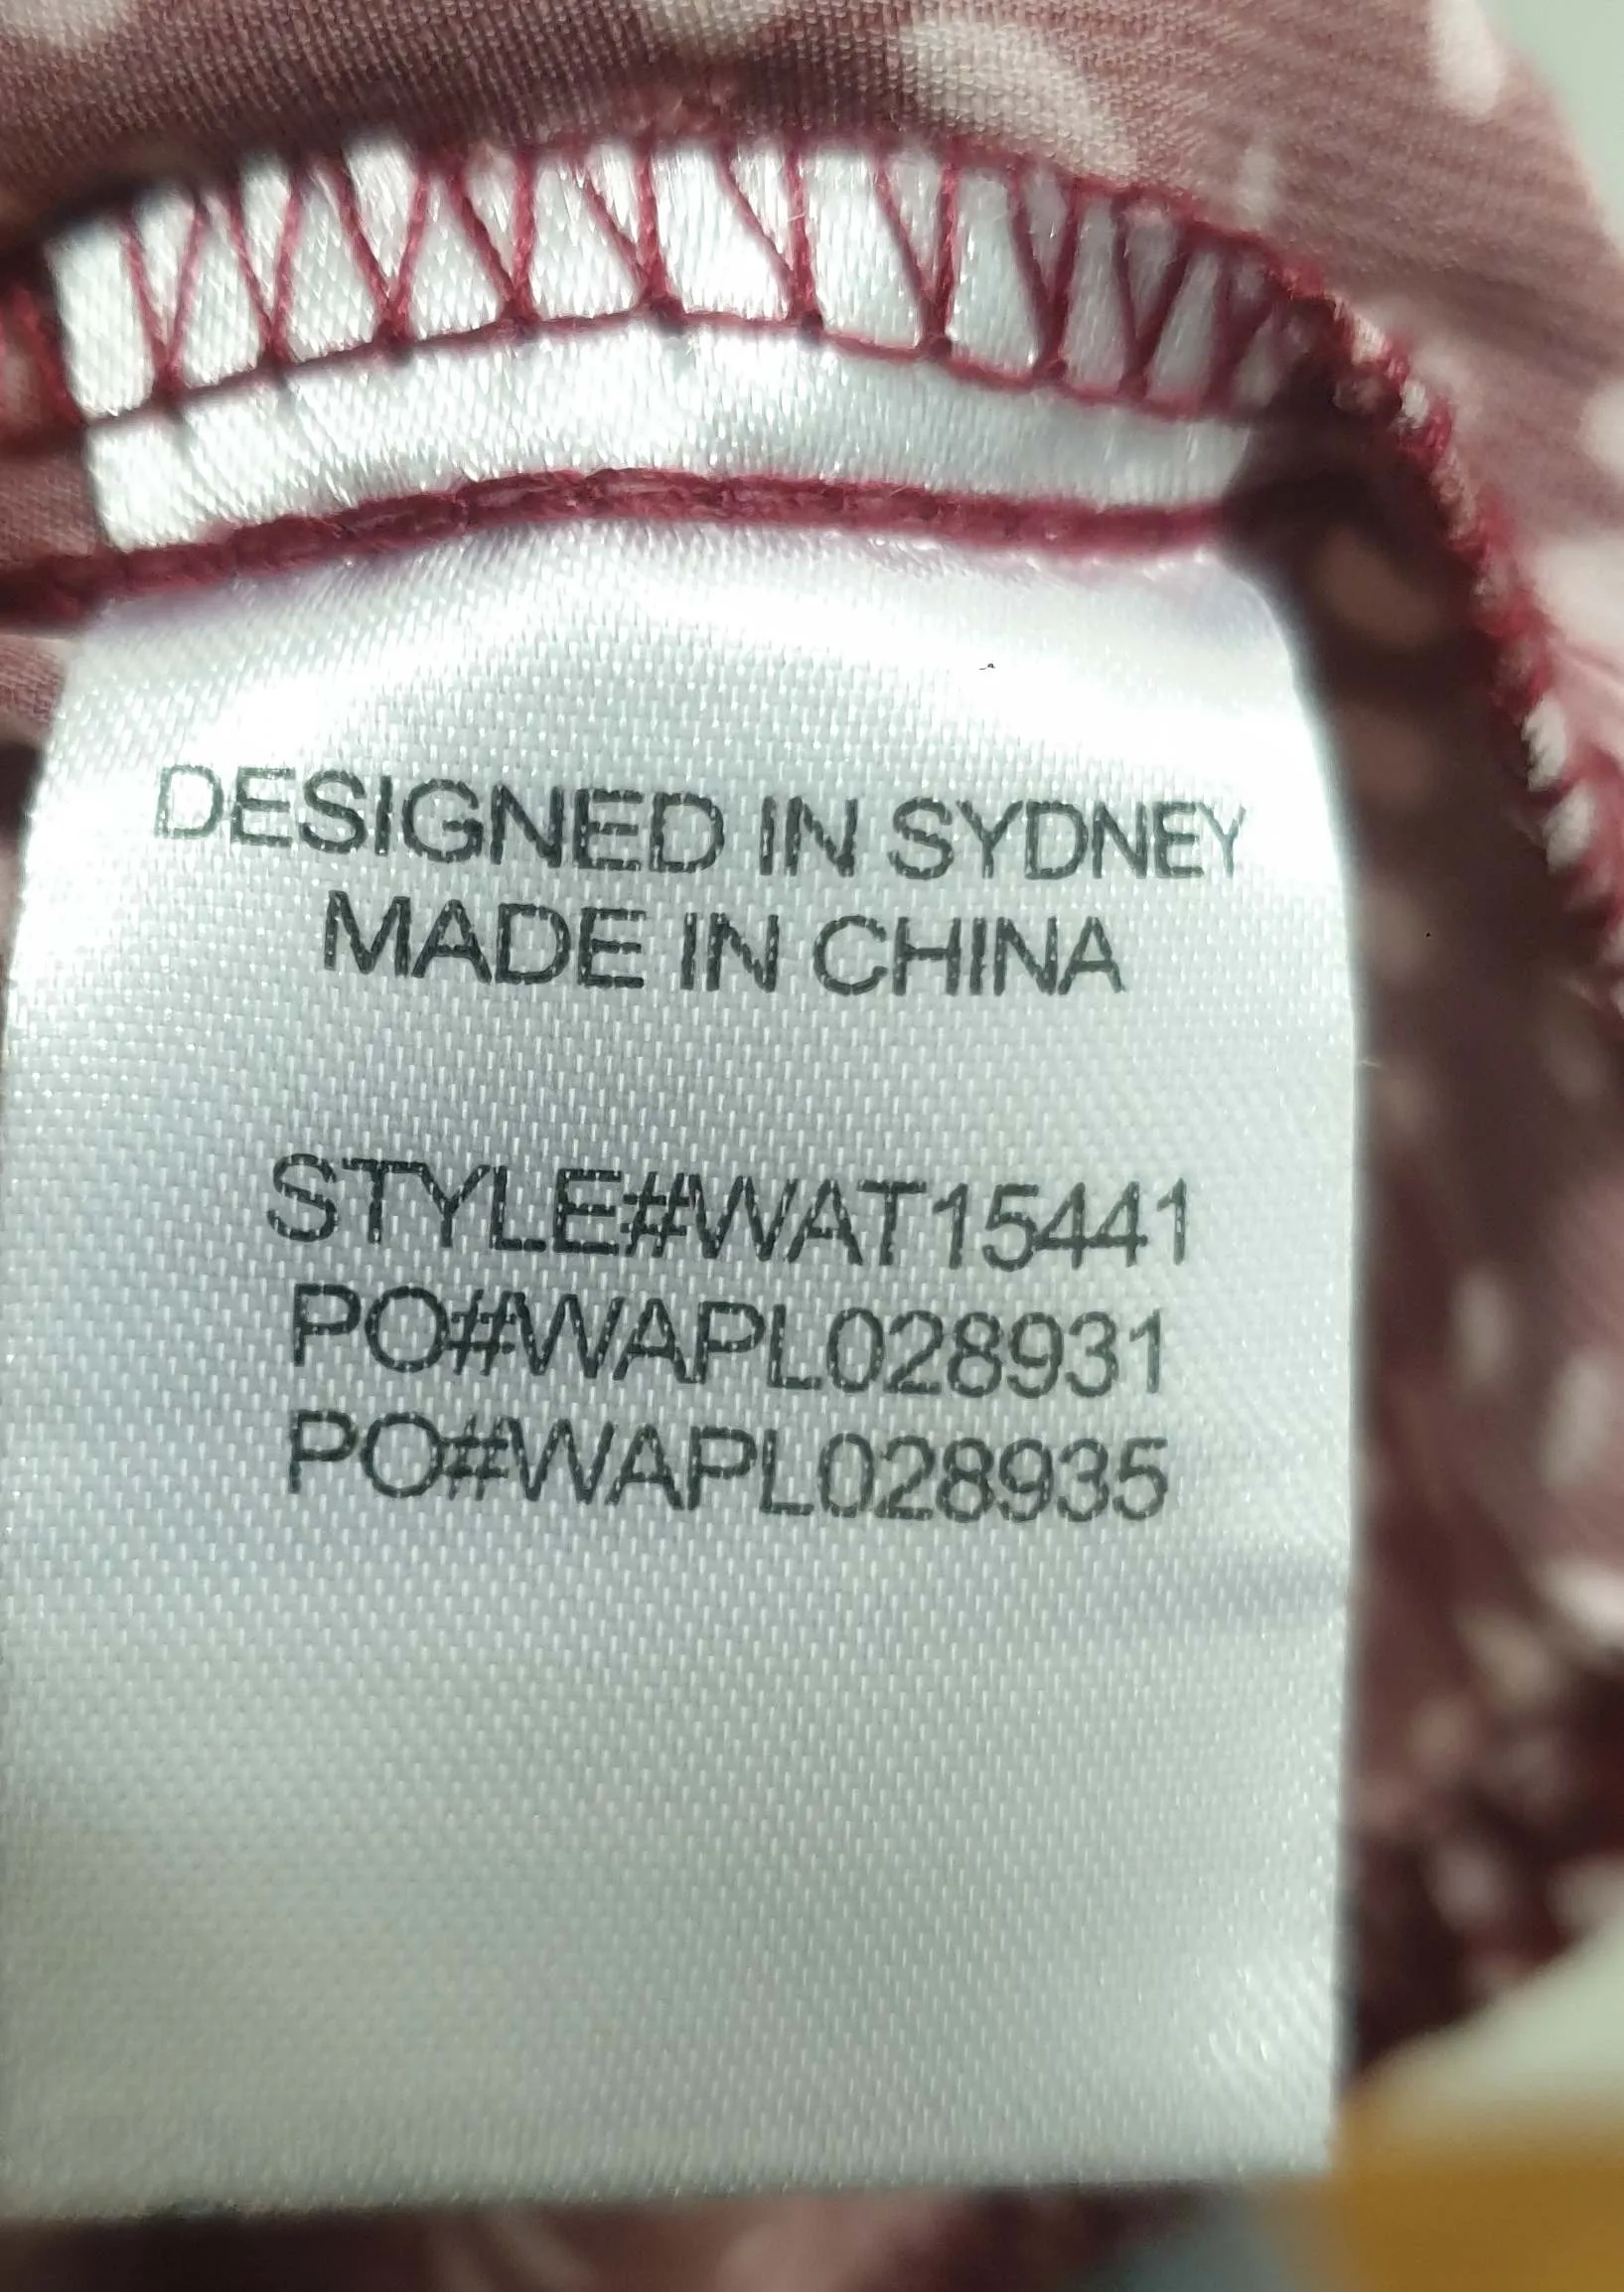 DESIGNED IN SYDNEY
MADE IN CHINA
STYLE#WAT15441
PO#WAPL028931
PO#WAPL028935